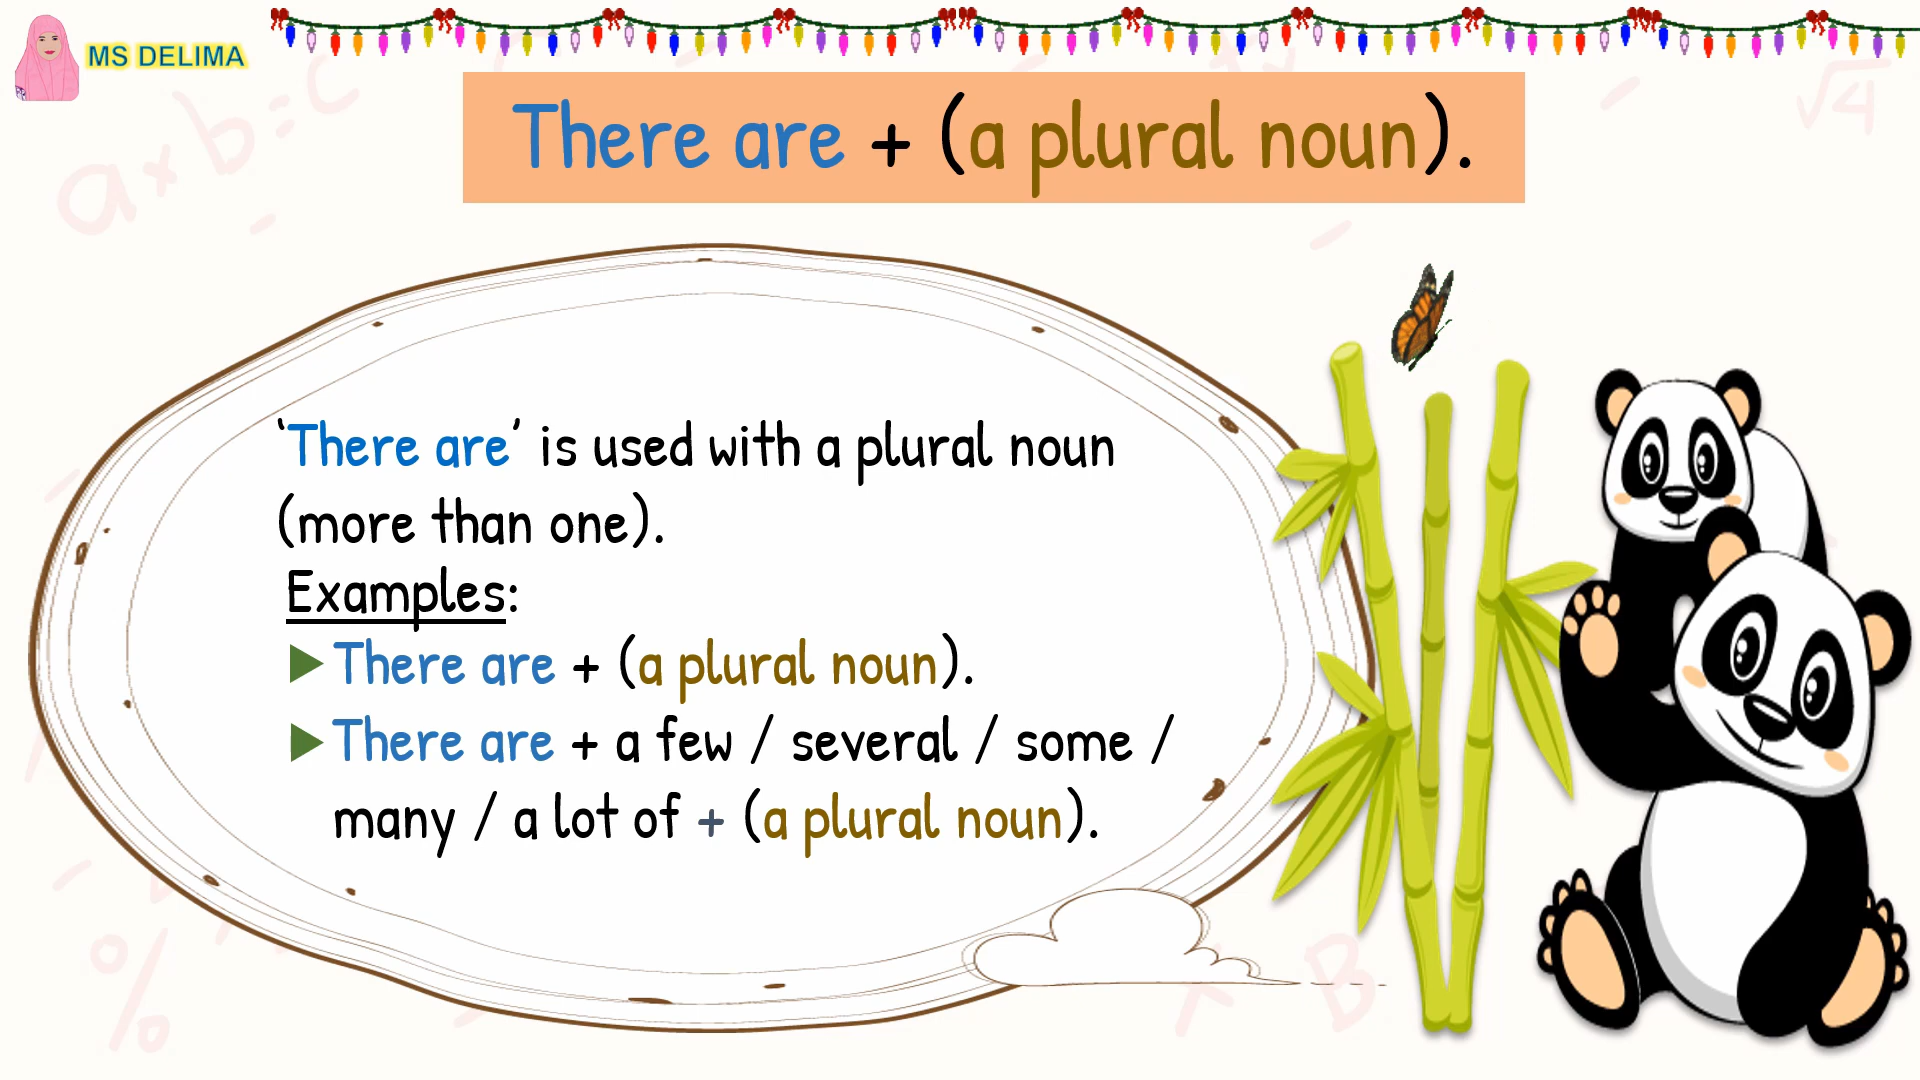 MS DELIMA
There are + (a plural noun).
‘There are’ is used with a plural noun
(more than one).
Examples:
There are + (a plural noun).
There are + a few / several / some /
many / a lot of + (a plural noun).
a x b = c
√4
%
B